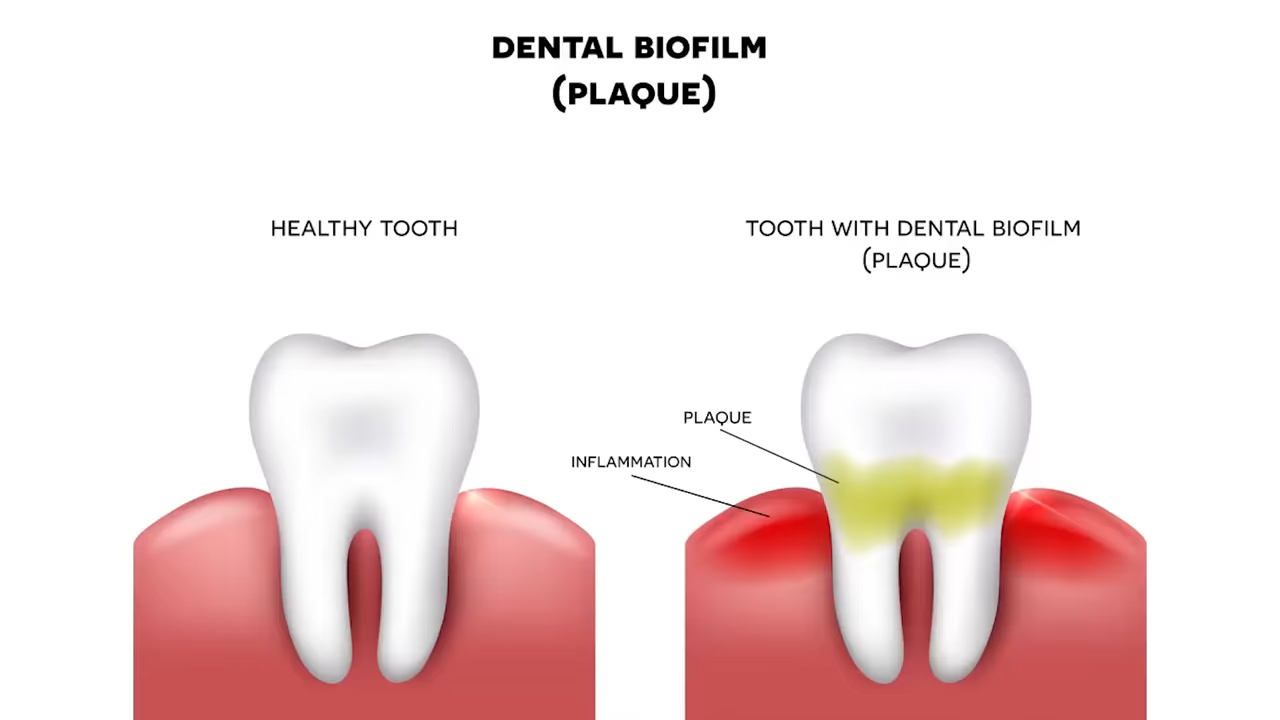 DENTAL BIOFILM
(PLAQUE)
HEALTHY TOOTH
TOOTH WITH DENTAL BIOFILM
(PLAQUE)
PLAQUE
INFLAMMATION